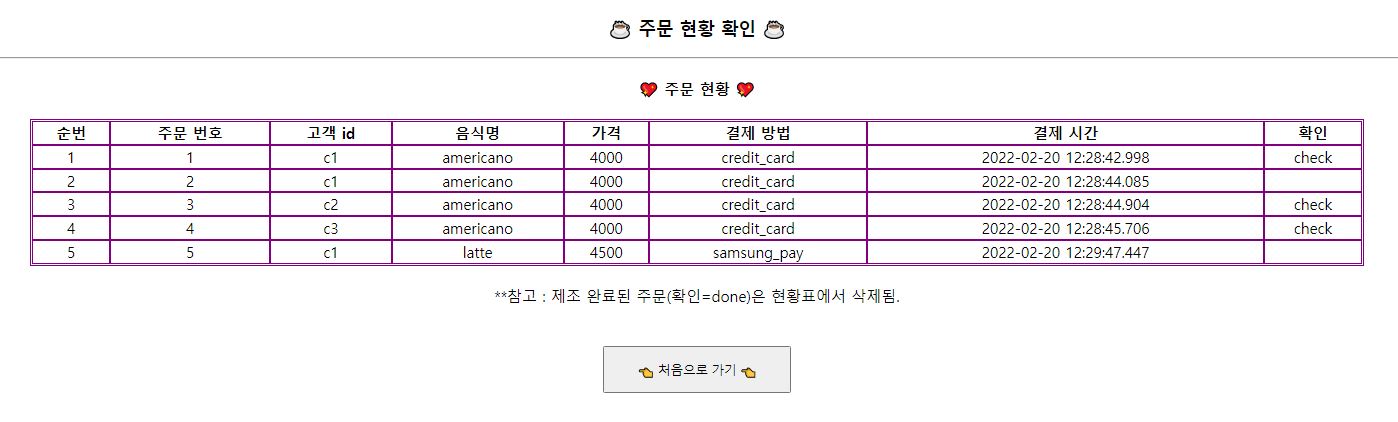 주문 현황 확인
주문 현황
순번 주문 번호 고객 id 음식명 가격 결제 방법 결제 시간 확인
1 1 c1 americano 4000 credit_card 2022-02-20 12:28:42.998 check
2 2 c1 americano 4000 credit_card 2022-02-20 12:28:44.085
3 3 c2 americano 4000 credit_card 2022-02-20 12:28:44.904 check
4 4 c3 americano 4000 credit_card 2022-02-20 12:28:45.706 check
5 5 c1 latte 4500 samsung_pay 2022-02-20 12:29:47.447
**참고 : 제조 완료된 주문(확인=done)은 현황표에서 삭제됨.
처음으로 가기